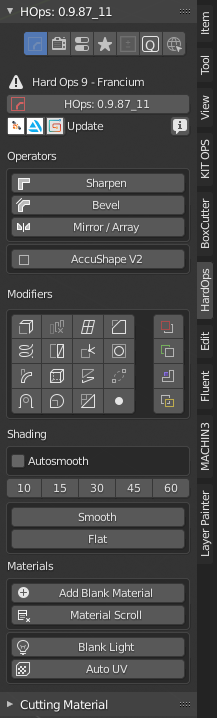 HOps: 0.9.87_11
Hard Ops 9 - Francium
HOps: 0.9.87_11
Update
Operators
Sharpen
Bevel
Mirror / Array
AccuShape V2
Modifiers
Shading
Autosmooth
10 15 30 45 60
Smooth
Flat
Materials
Add Blank Material
Material Scroll
Blank Light
Auto UV
Cutting Material
Item
Tool
View
KIT OPS
BoxCutter
HardOps
Edit
Fluent
MACHIN3
Layer Painter